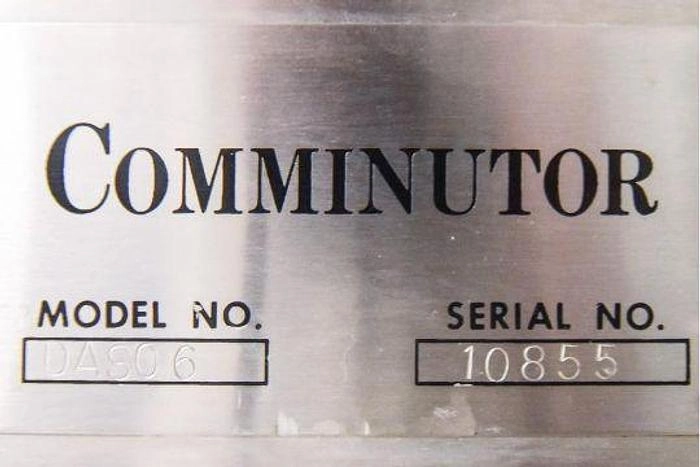 COMMINUTOR
MODEL NO. SERIAL NO.
DAS06 10855